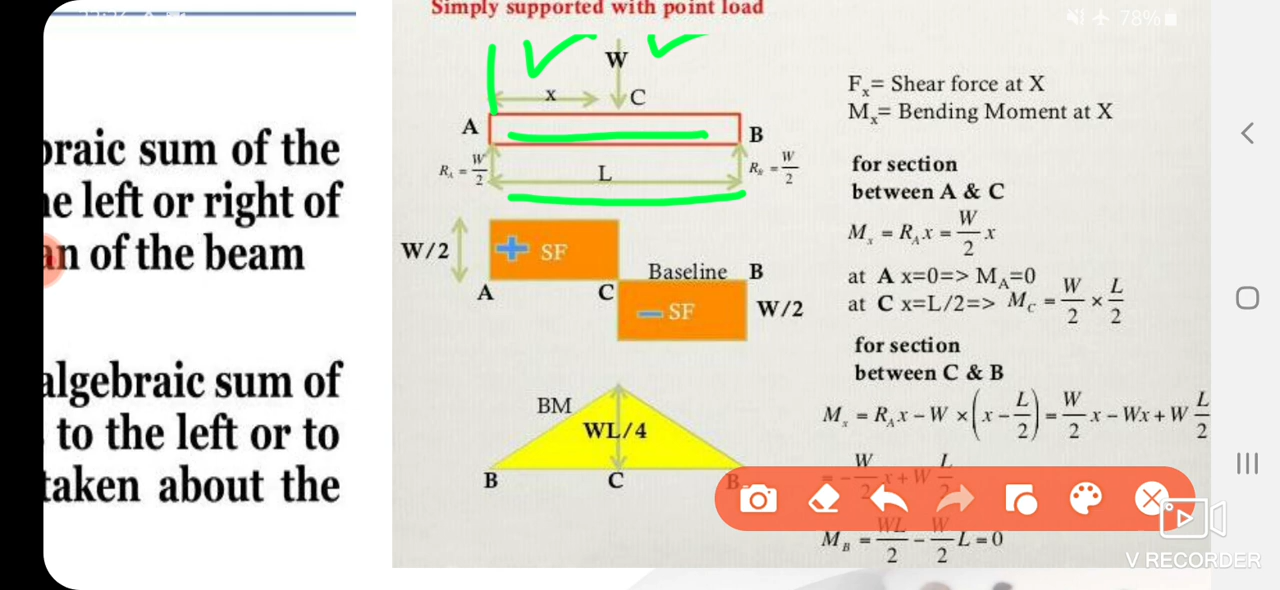 78%
braic sum of the
he left or right of
an of the beam
algebraic sum of
to the left or to
taken about the
Simply supported with point load
W
x
C
A
B
R_A = W/2
L
R_B = W/2
W/2
+ SF
Baseline B
A
C
− SF
W/2
BM
WL/4
B
C
B
F_x= Shear force at X
M_x= Bending Moment at X
for section
between A & C
M_x = R_A x = W/2 x
at A x=0=> M_A=0
at C x=L/2=> M_C = W/2 × L/2
for section
between C & B
M_x = R_A x − W × (x − L/2) = W/2 x − Wx + W L/2
= − W/2 x + W L/2
M_B = WL/2 − W/2 L = 0
V RECORDER